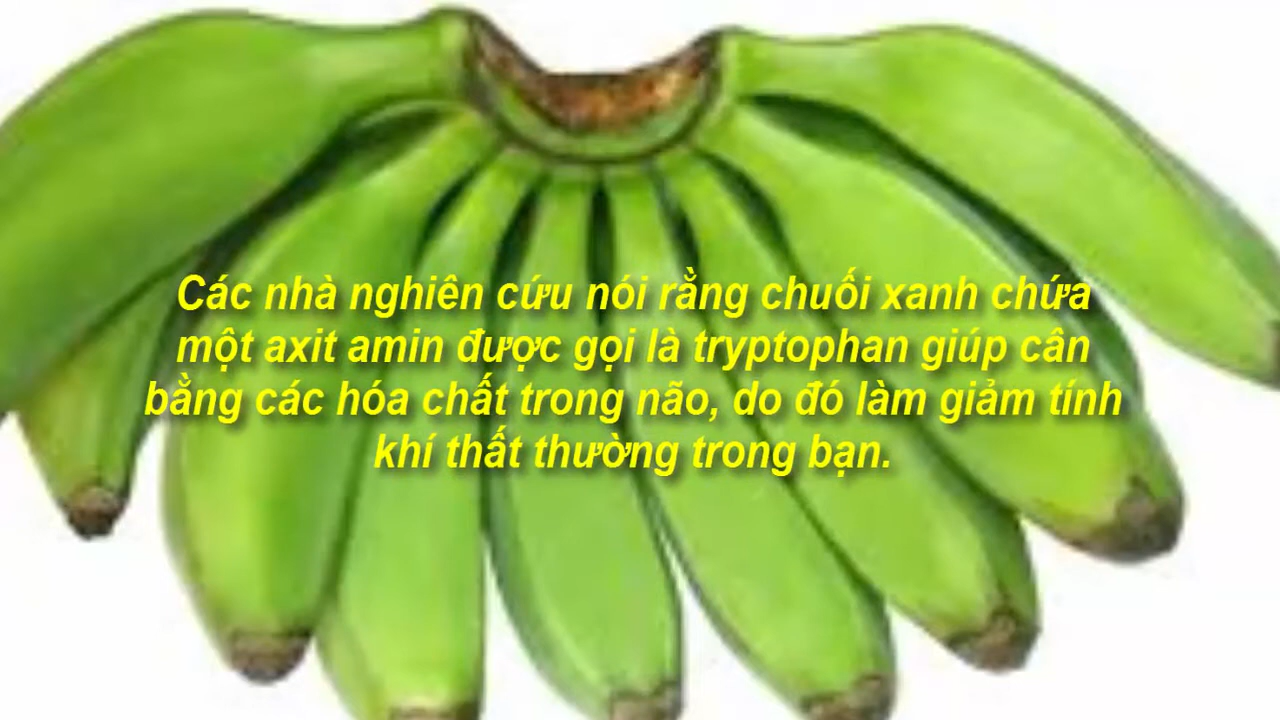 Các nhà nghiên cứu nói rằng chuối xanh chứa
một axit amin được gọi là tryptophan giúp cân
bằng các hóa chất trong não, do đó làm giảm tính
khí thất thường trong bạn.